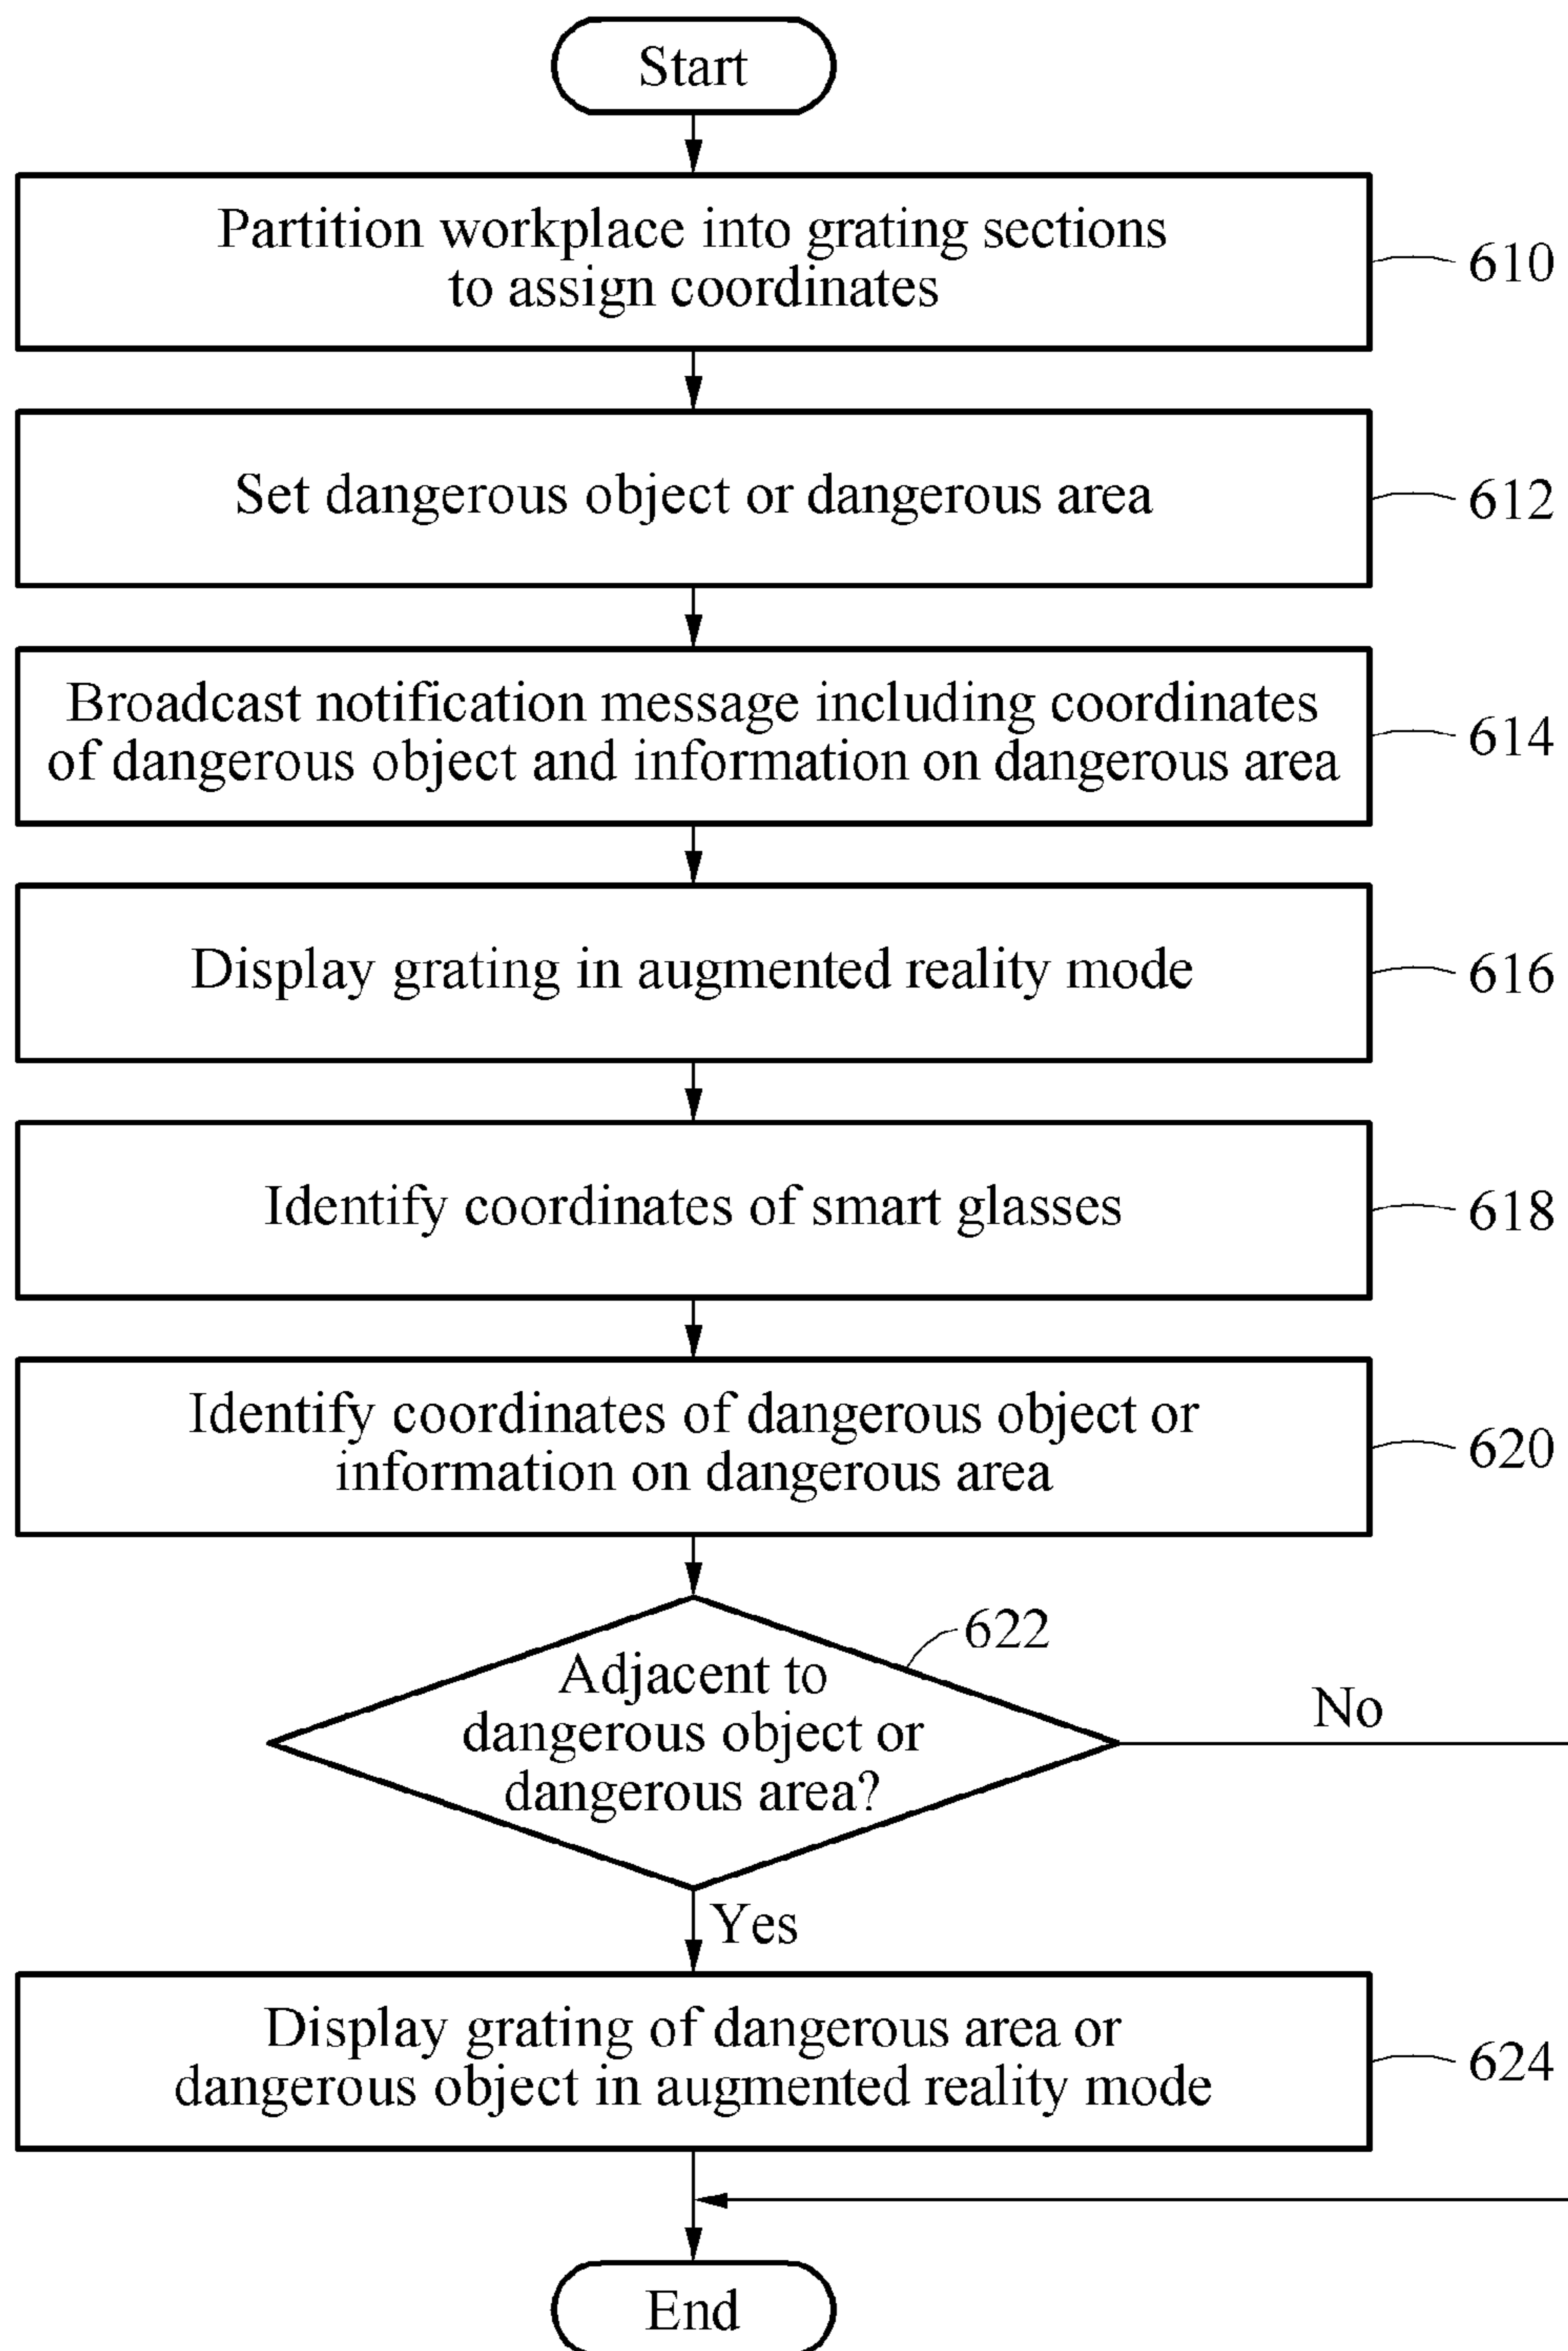 Start
Partition workplace into grating sections
to assign coordinates
610
Set dangerous object or dangerous area
612
Broadcast notification message including coordinates
of dangerous object and information on dangerous area
614
Display grating in augmented reality mode
616
Identify coordinates of smart glasses
618
Identify coordinates of dangerous object or
information on dangerous area
620
622
Adjacent to
dangerous object or
dangerous area?
No
Yes
Display grating of dangerous area or
dangerous object in augmented reality mode
624
End